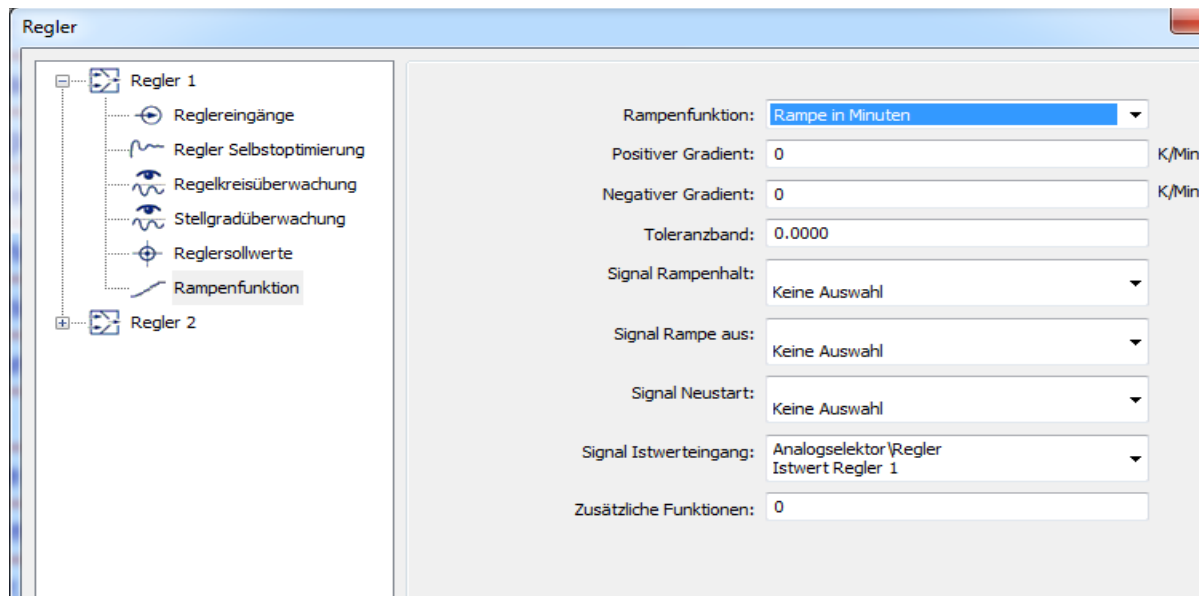 Regler
Regler 1
Reglereingänge
Regler Selbstoptimierung
Regelkreisüberwachung
Stellgradüberwachung
Reglersollwerte
Rampenfunktion
Regler 2
Rampenfunktion: Rampe in Minuten
Positiver Gradient: 0 K/Min
Negativer Gradient: 0 K/Min
Toleranzband: 0.0000
Signal Rampenhalt: Keine Auswahl
Signal Rampe aus: Keine Auswahl
Signal Neustart: Keine Auswahl
Signal Istwerteingang: Analogselektor\Regler
Istwert Regler 1
Zusätzliche Funktionen: 0